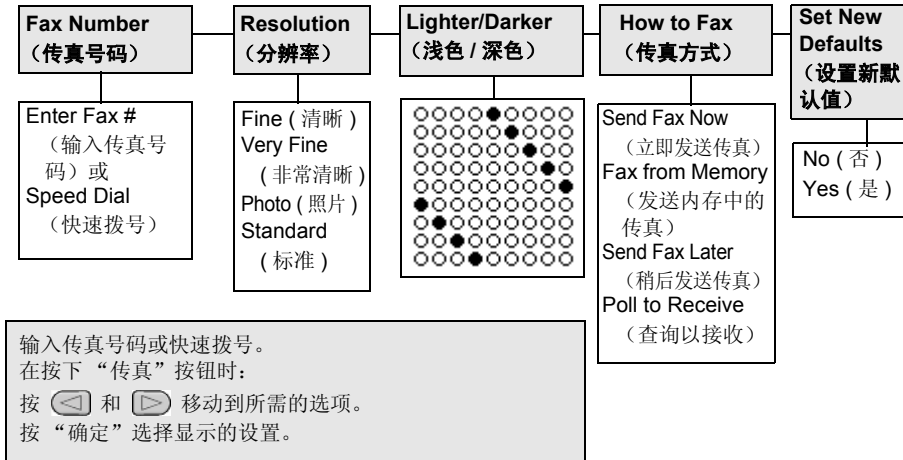 Fax Number
（传真号码）
Enter Fax #
（输入传真号
码）或
Speed Dial
（快速拨号）
Resolution
（分辨率）
Fine ( 清晰 )
Very Fine
( 非常清晰 )
Photo ( 照片 )
Standard
( 标准 )
Lighter/Darker
（浅色 / 深色）
How to Fax
（传真方式）
Send Fax Now
（立即发送传真）
Fax from Memory
（发送内存中的
传真）
Send Fax Later
（稍后发送传真）
Poll to Receive
（查询以接收）
Set New
Defaults
（设置新默
认值）
No ( 否 )
Yes ( 是 )
输入传真号码或快速拨号。
在按下 “传真”按钮时：
按 和 移动到所需的选项。
按 “确定”选择显示的设置。